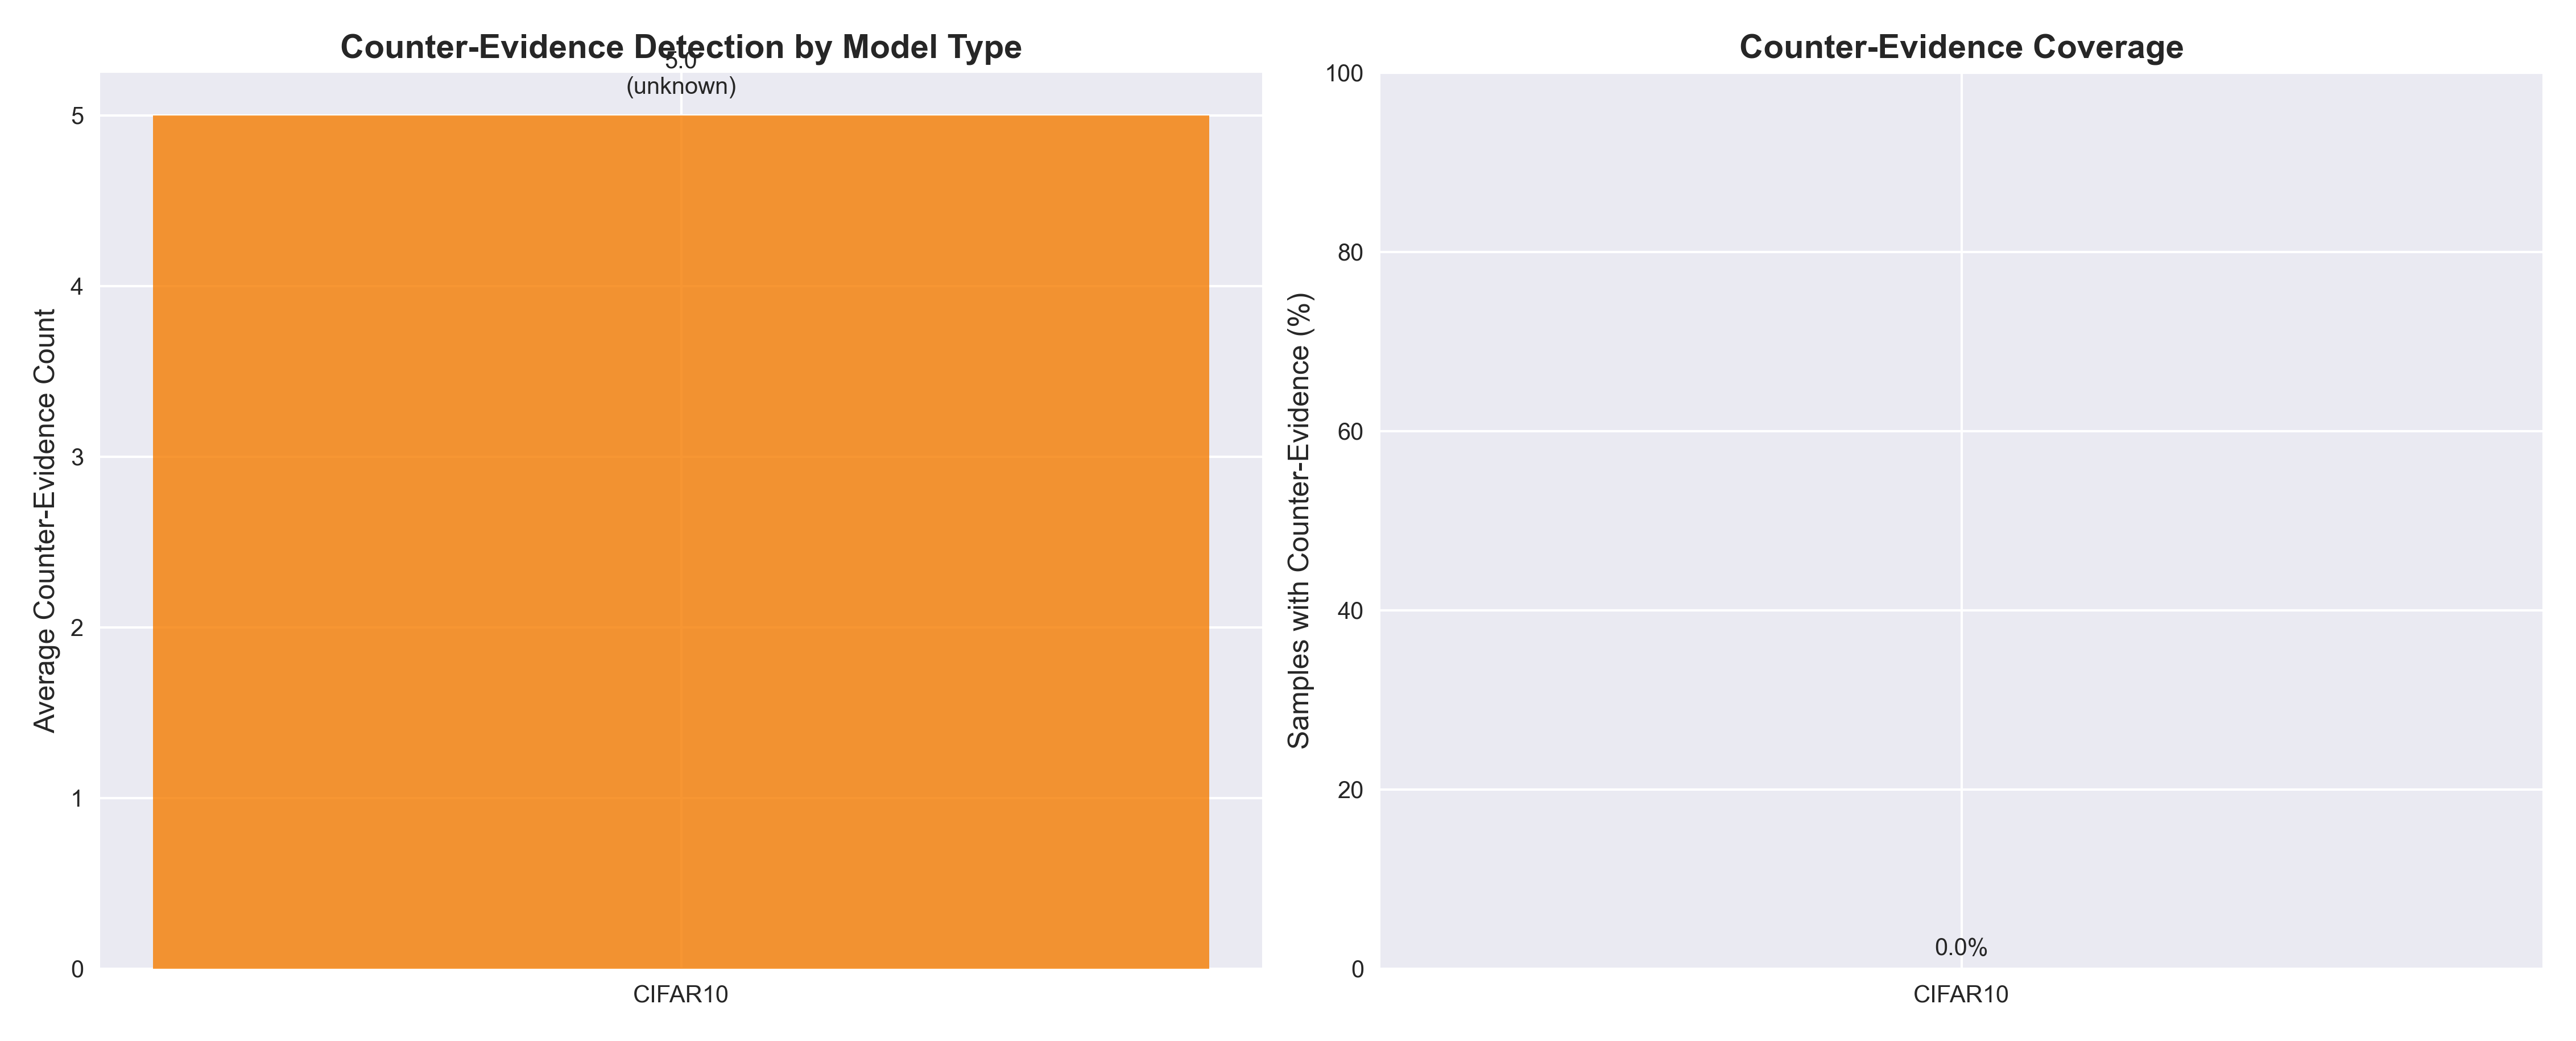 Counter-Evidence Detection by Model Type
5.0
(unknown)
5
4
3
2
1
0
Average Counter-Evidence Count
CIFAR10
Counter-Evidence Coverage
100
80
60
40
20
0
Samples with Counter-Evidence (%)
0.0%
CIFAR10